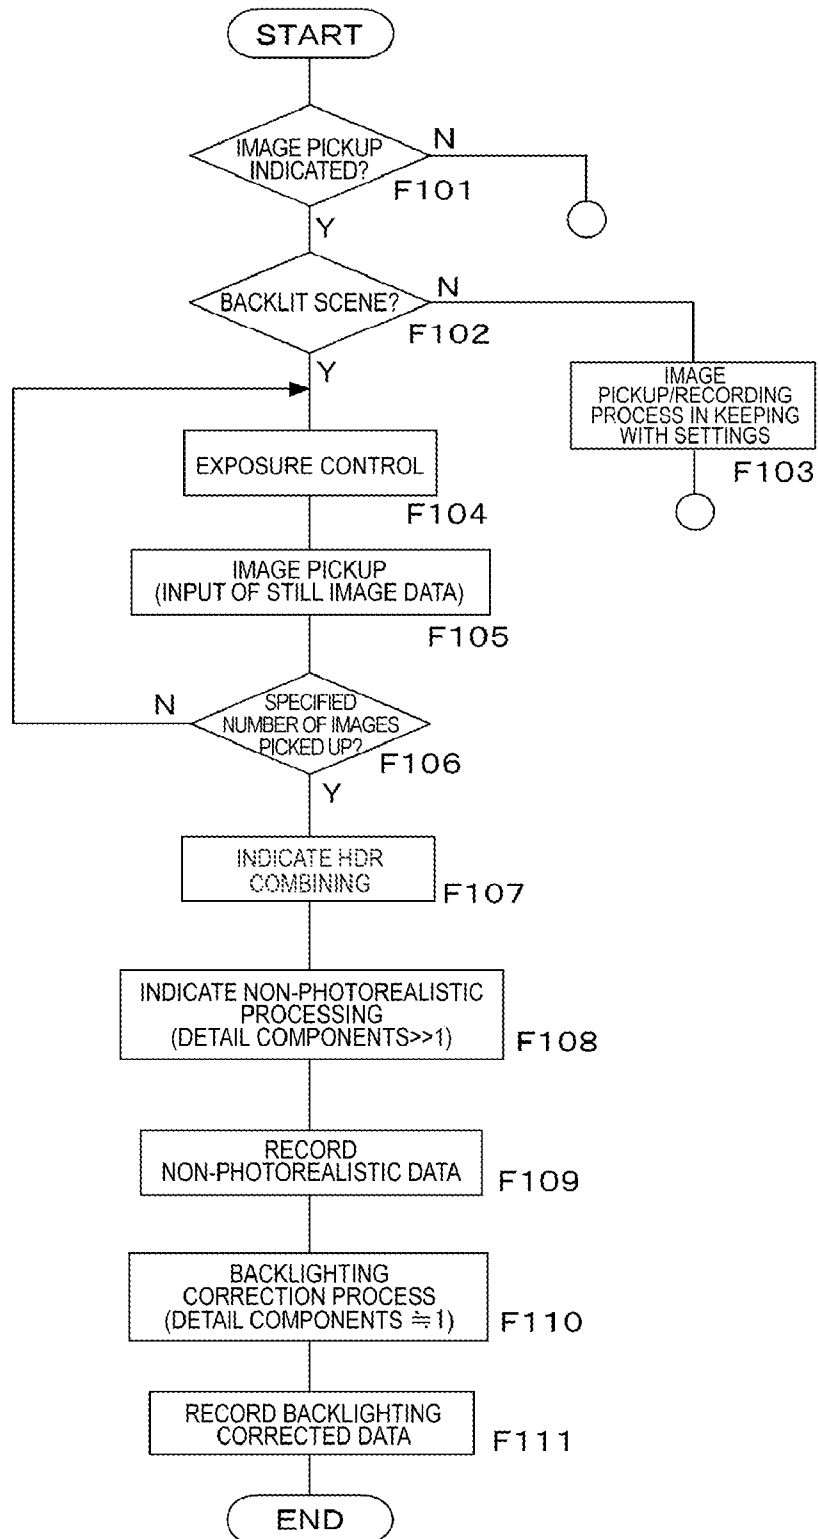 START
IMAGE PICKUP
INDICATED?
N
F101
Y
BACKLIT SCENE?
N
F102
Y
IMAGE
PICKUP/RECORDING
PROCESS IN KEEPING
WITH SETTINGS
F103
EXPOSURE CONTROL
F104
IMAGE PICKUP
(INPUT OF STILL IMAGE DATA)
F105
N
SPECIFIED
NUMBER OF IMAGES
PICKED UP?
F106
Y
INDICATE HDR
COMBINING
F107
INDICATE NON-PHOTOREALISTIC
PROCESSING
(DETAIL COMPONENTS>>1)
F108
RECORD
NON-PHOTOREALISTIC DATA
F109
BACKLIGHTING
CORRECTION PROCESS
(DETAIL COMPONENTS ≒1)
F110
RECORD BACKLIGHTING
CORRECTED DATA
F111
END